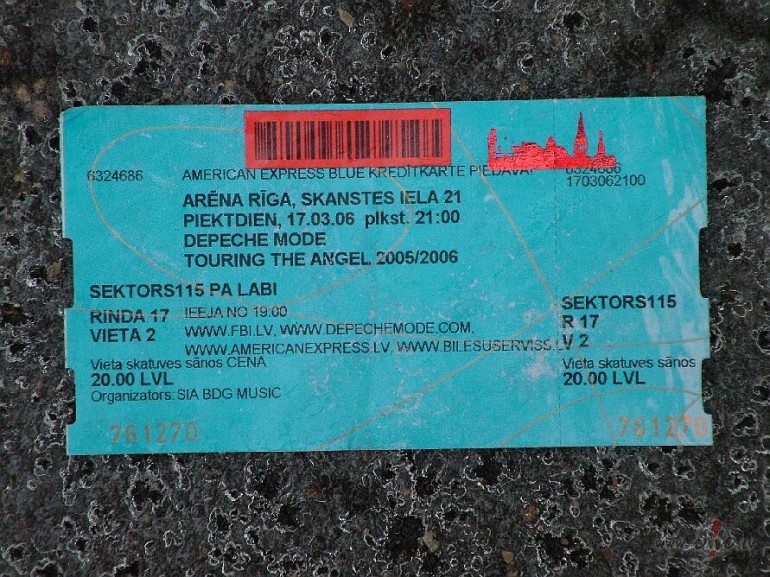 6324686 AMERICAN EXPRESS BLUE KREDITKARTE PIEDĀVĀ! 6324686
1703062100
ARĒNA RĪGA, SKANSTES IELA 21
PIEKTDIEN, 17.03.06 plkst. 21:00
DEPECHE MODE
TOURING THE ANGEL 2005/2006
SEKTORS115 PA LABI
RINDA 17 IEEJA NO 19:00
VIETA 2 WWW.FBI.LV, WWW.DEPECHEMODE.COM,
WWW.AMERICANEXPRESS.LV, WWW.BILESUSERVISS.L
Vieta skatuves sānos CENA
20.00 LVL
Organizators: SIA BDG MUSIC
761270
SEKTORS115
R 17
V 2
Vieta skatuves sānos
20.00 LVL
761270